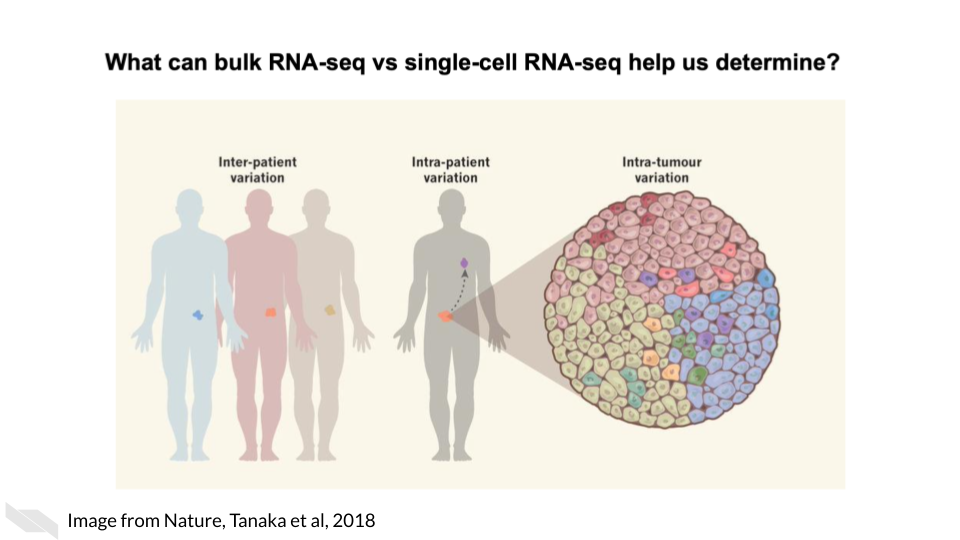 What can bulk RNA-seq vs single-cell RNA-seq help us determine?
Inter-patient
variation
Intra-patient
variation
Intra-tumour
variation
Image from Nature, Tanaka et al, 2018